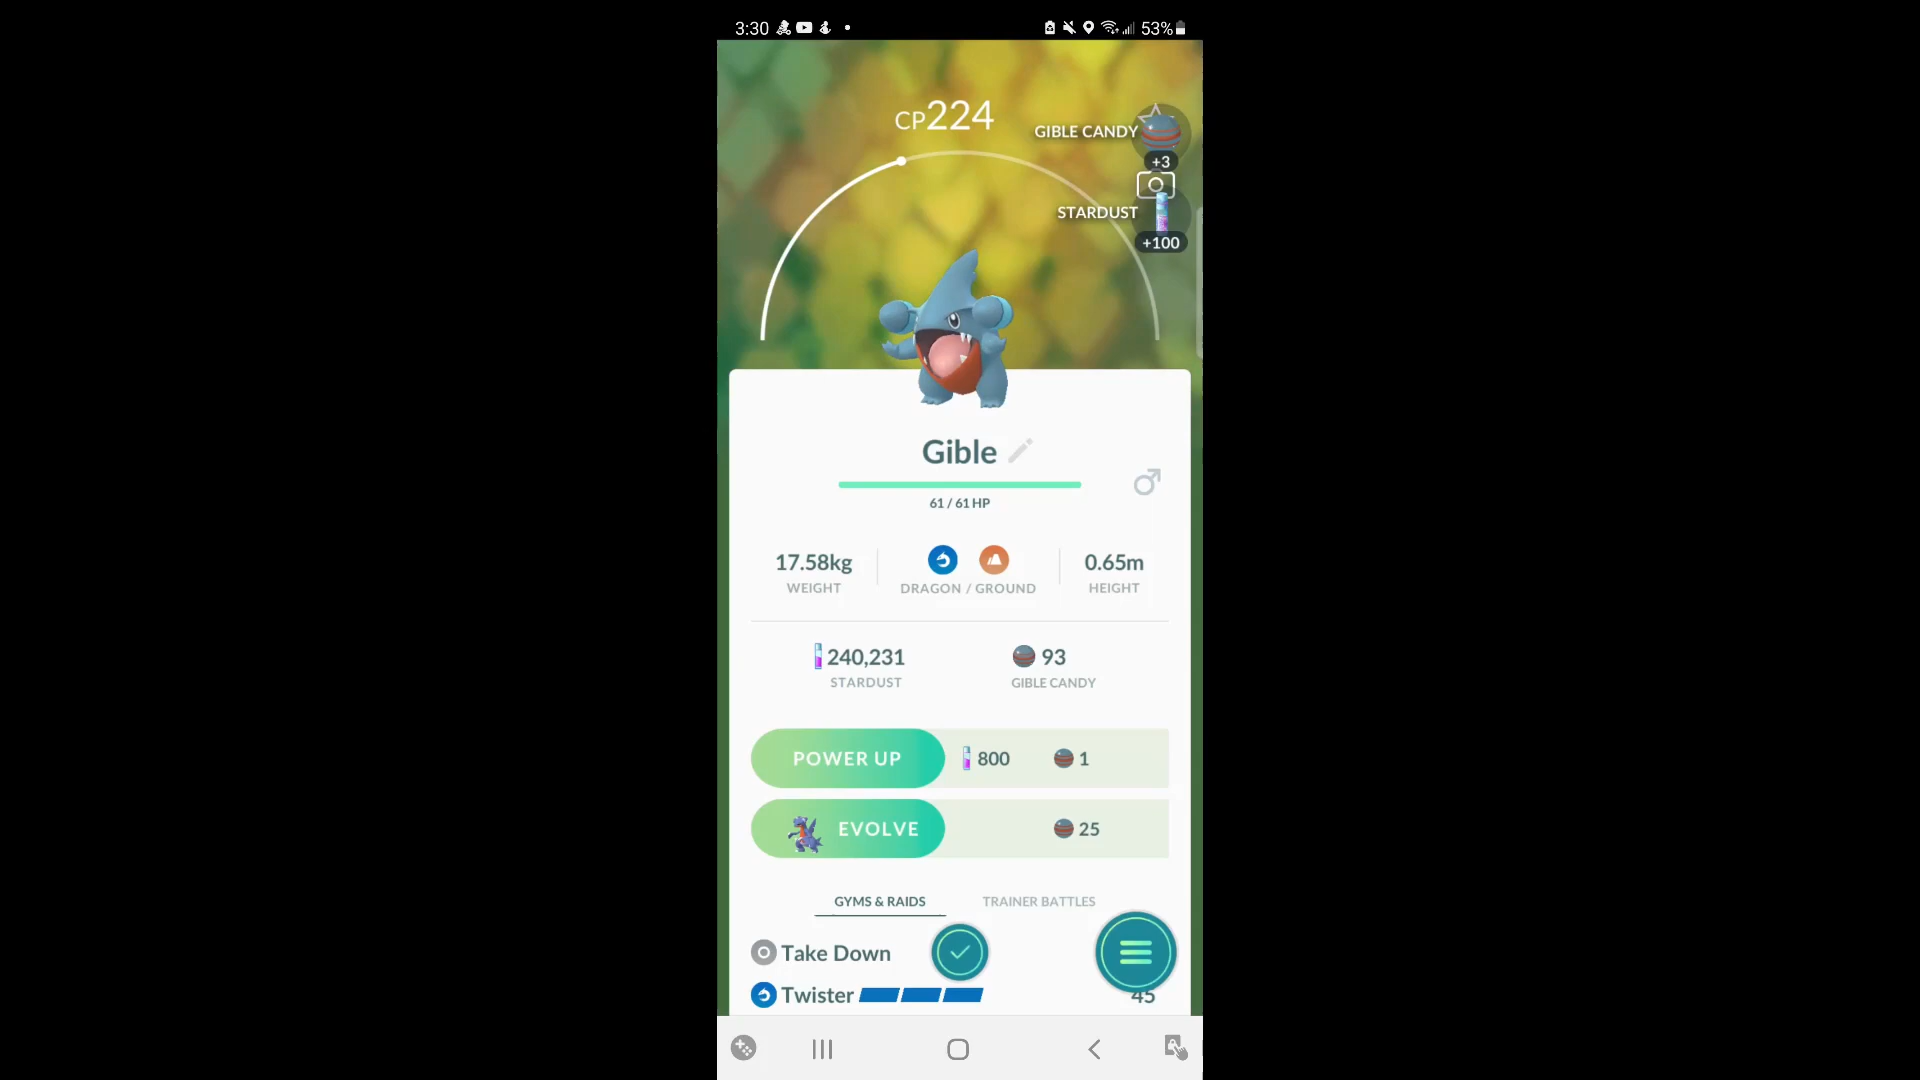 3:30
53%
CP224
GIBLE CANDY
+3
STARDUST
+100
Gible
61 / 61 HP
17.58kg
WEIGHT
DRAGON / GROUND
0.65m
HEIGHT
240,231
STARDUST
93
GIBLE CANDY
POWER UP 800 1
EVOLVE 25
GYMS & RAIDS TRAINER BATTLES
Take Down
Twister 45